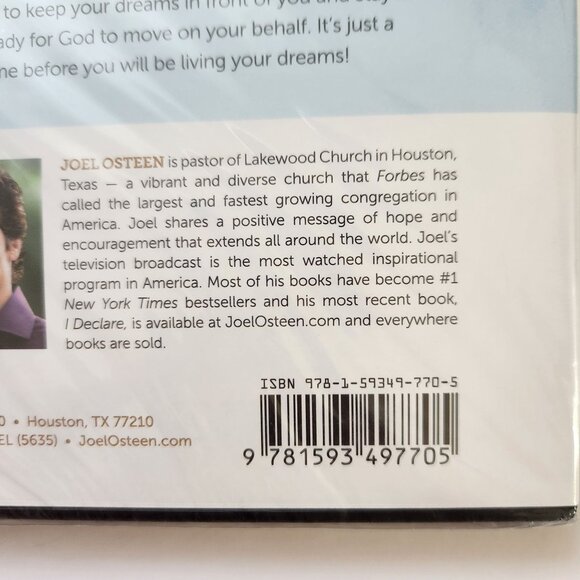 to keep your dreams in front of you and
for God to move on your behalf. It's just a
before you will be living your dreams!
JOEL OSTEEN is pastor of Lakewood Church in Houston,
Texas – a vibrant and diverse church that Forbes has
called the largest and fastest growing congregation in
America. Joel shares a positive message of hope and
encouragement that extends all around the world. Joel's
television broadcast is the most watched inspirational
program in America. Most of his books have become #1
New York Times bestsellers and his most recent book,
I Declare, is available at JoelOsteen.com and everywhere
books are sold.
ISBN 978-1-59349-770-5
0 • Houston, TX 77210
EL (5635) • JoelOsteen.com
9 781593 497705